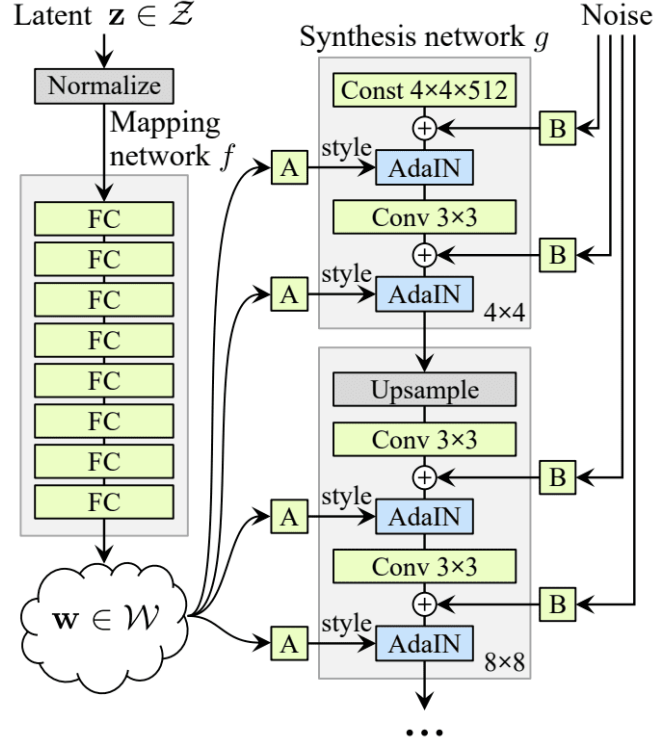 Latent z ∈ Z
Normalize
Mapping
network f
FC
FC
FC
FC
FC
FC
FC
FC
w ∈ W
Synthesis network g
Noise
Const 4×4×512
B
A
style
AdaIN
Conv 3×3
B
A
style
AdaIN
4×4
Upsample
Conv 3×3
B
A
style
AdaIN
Conv 3×3
B
A
style
AdaIN
8×8
...